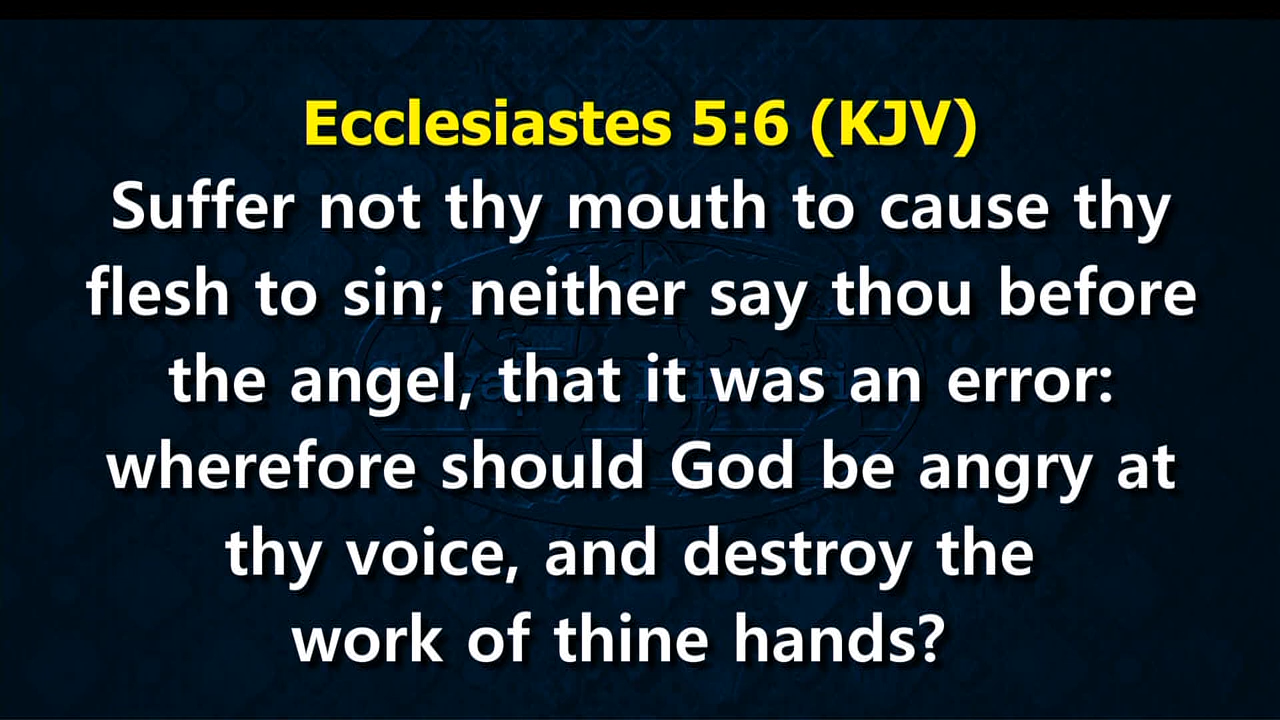 Ecclesiastes 5:6 (KJV)
Suffer not thy mouth to cause thy
flesh to sin; neither say thou before
the angel, that it was an error:
wherefore should God be angry at
thy voice, and destroy the
work of thine hands?